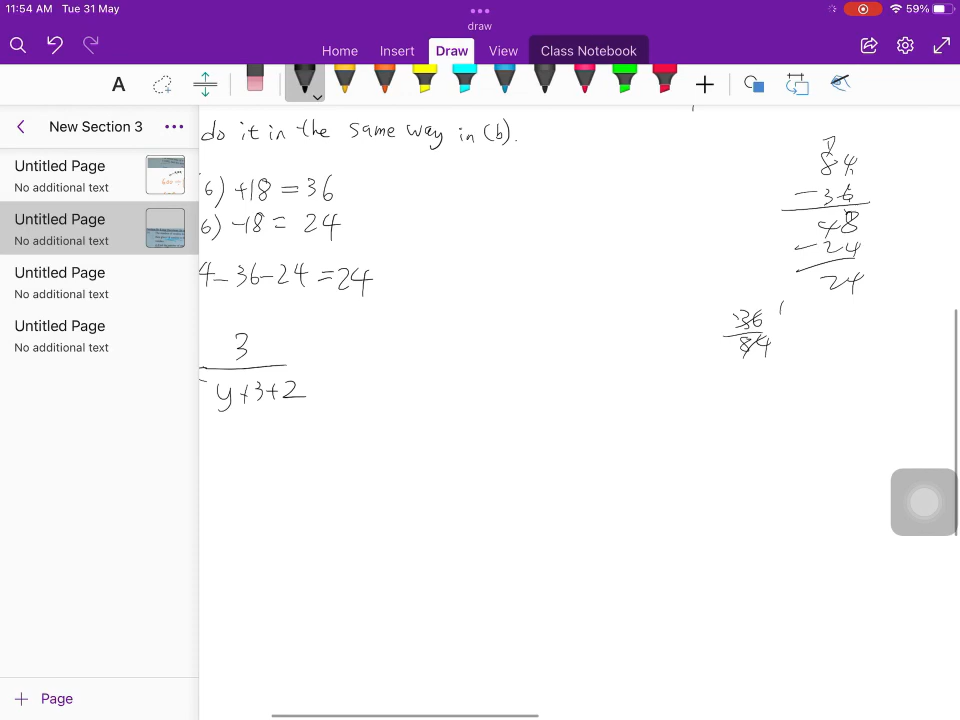 11:54 AM Tue 31 May
59%
draw
Home Insert Draw View Class Notebook
A
New Section 3
Untitled Page
No additional text
Untitled Page
No additional text
Untitled Page
No additional text
Untitled Page
No additional text
Page
do it in the same way in (b).
6) +18 = 36
6) -18 = 24
4-36-24 = 24
3
y+3+2
84
-36
48
-24
24
36
84